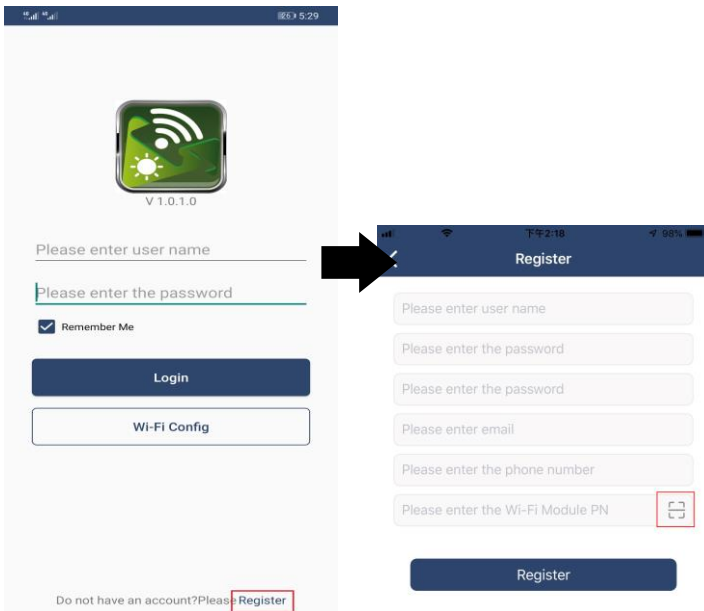 5:29
V 1.0.1.0
Please enter user name
Please enter the password
Remember Me
Login
Wi-Fi Config
Do not have an account?Please Register
下午2:18
98%
Register
Please enter user name
Please enter the password
Please enter the password
Please enter email
Please enter the phone number
Please enter the Wi-Fi Module PN
Register